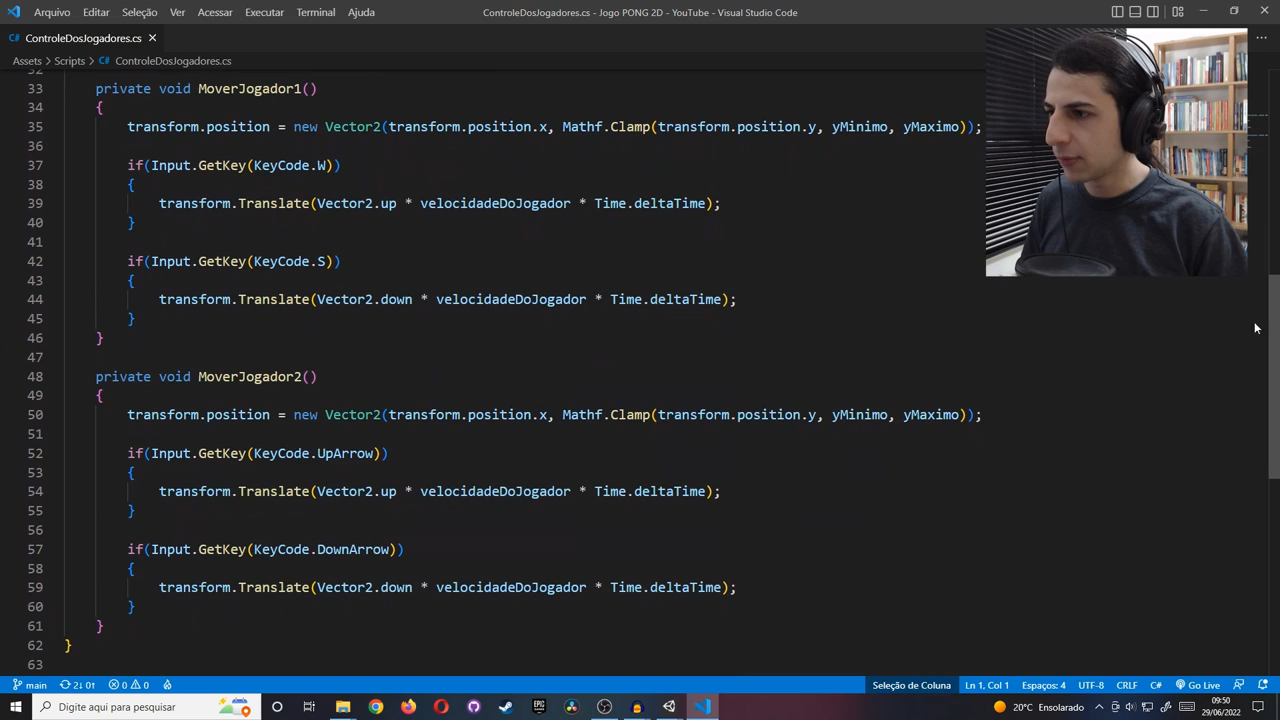 Arquivo Editar Seleção Ver Acessar Executar Terminal Ajuda ControleDosJogadores.cs - Jogo PONG 2D - YouTube - Visual Studio Code
ControleDosJogadores.cs
Assets > Scripts > ControleDosJogadores.cs
32
33 private void MoverJogador1()
34 {
35 transform.position = new Vector2(transform.position.x, Mathf.Clamp(transform.position.y, yMinimo, yMaximo));
36
37 if(Input.GetKey(KeyCode.W))
38 {
39 transform.Translate(Vector2.up * velocidadeDoJogador * Time.deltaTime);
40 }
41
42 if(Input.GetKey(KeyCode.S))
43 {
44 transform.Translate(Vector2.down * velocidadeDoJogador * Time.deltaTime);
45 }
46 }
47
48 private void MoverJogador2()
49 {
50 transform.position = new Vector2(transform.position.x, Mathf.Clamp(transform.position.y, yMinimo, yMaximo));
51
52 if(Input.GetKey(KeyCode.UpArrow))
53 {
54 transform.Translate(Vector2.up * velocidadeDoJogador * Time.deltaTime);
55 }
56
57 if(Input.GetKey(KeyCode.DownArrow))
58 {
59 transform.Translate(Vector2.down * velocidadeDoJogador * Time.deltaTime);
60 }
61 }
62 }
63
main 2↓ 0↑ 0 0 Seleção de Coluna Ln 1, Col 1 Espaços: 4 UTF-8 CRLF C# Go Live
Digite aqui para pesquisar EPIC GAMES 20°C Ensolarado 09:50
29/06/2022